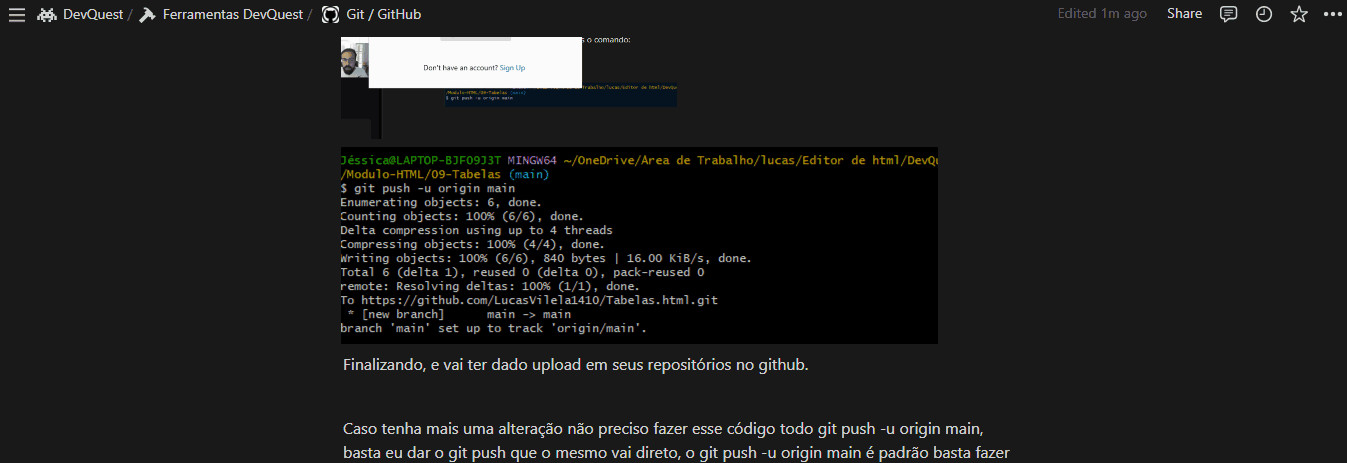 DevQuest / Ferramentas DevQuest / Git / GitHub
Edited 1m ago Share
s o comando:
Don't have an account? Sign Up
$ git push -u origin main
Jéssica@LAPTOP-BJFO9J3T MINGW64 ~/OneDrive/Área de Trabalho/lucas/Editor de html/DevQu
/Modulo-HTML/09-Tabelas (main)
$ git push -u origin main
Enumerating objects: 6, done.
Counting objects: 100% (6/6), done.
Delta compression using up to 4 threads
Compressing objects: 100% (4/4), done.
Writing objects: 100% (6/6), 840 bytes | 16.00 KiB/s, done.
Total 6 (delta 1), reused 0 (delta 0), pack-reused 0
remote: Resolving deltas: 100% (1/1), done.
To https://github.com/LucasVilela1410/Tabelas.html.git
* [new branch] main -> main
branch 'main' set up to track 'origin/main'.
Finalizando, e vai ter dado upload em seus repositórios no github.
Caso tenha mais uma alteração não preciso fazer esse código todo git push -u origin main,
basta eu dar o git push que o mesmo vai direto, o git push -u origin main é padrão basta fazer